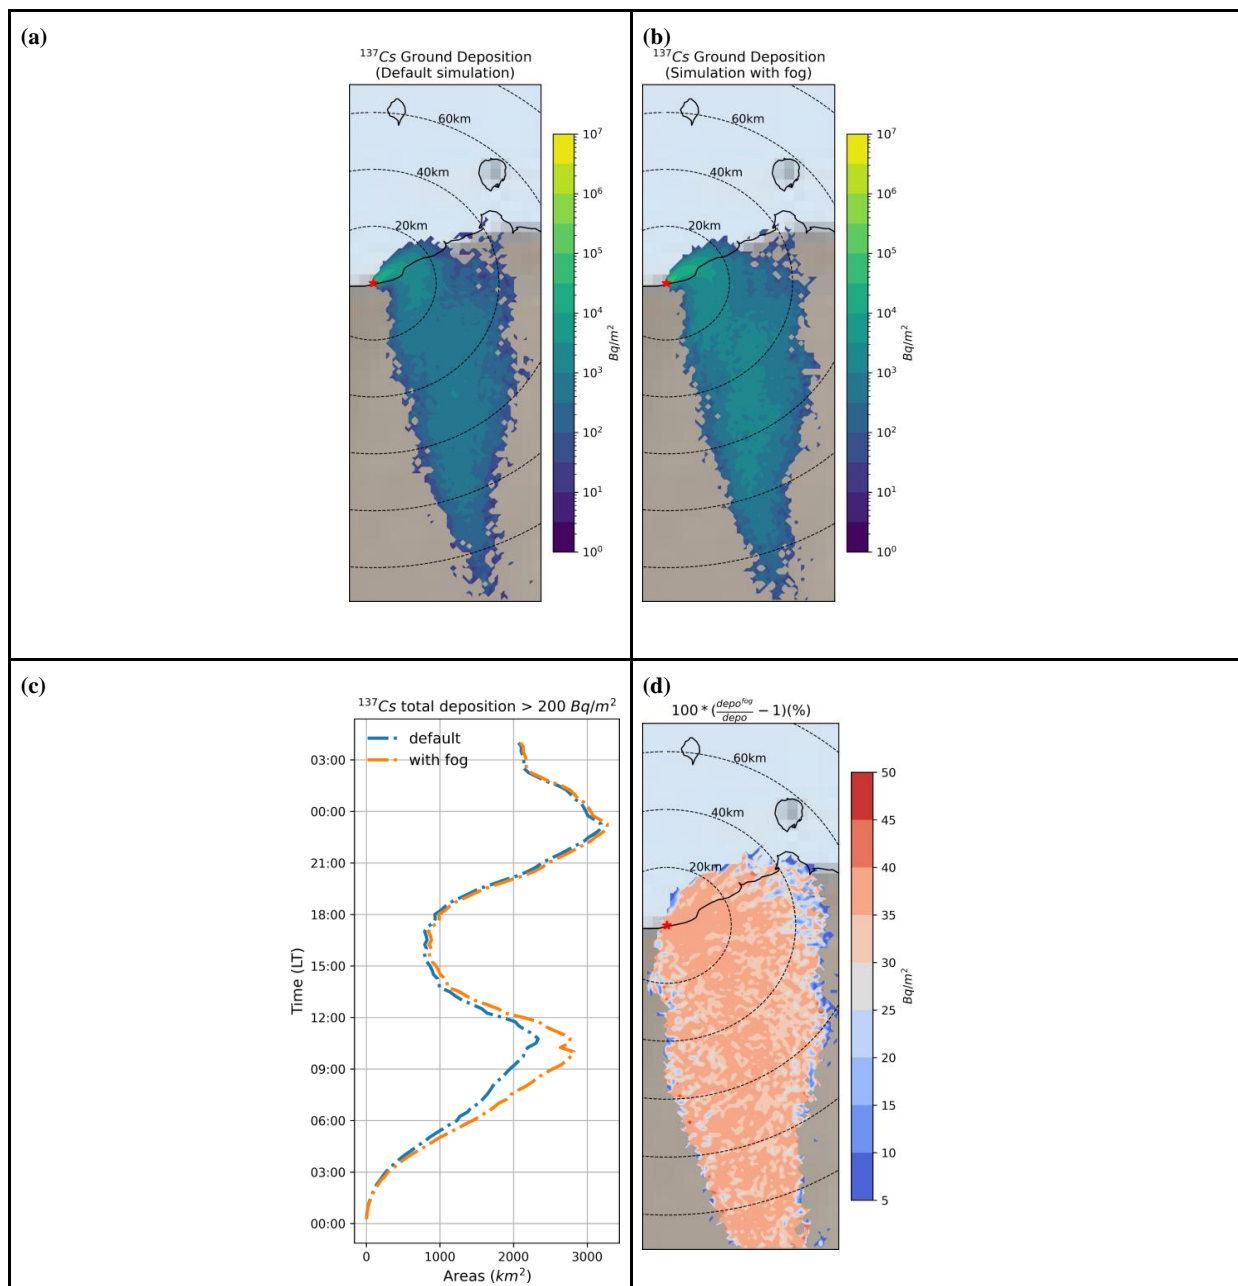 (a)
¹³⁷Cs Ground Deposition
(Default simulation)
60km
40km
20km
10⁷
10⁶
10⁵
10⁴
10³
10²
10¹
10⁰
Bq/m²
(b)
¹³⁷Cs Ground Deposition
(Simulation with fog)
60km
40km
20km
10⁷
10⁶
10⁵
10⁴
10³
10²
10¹
10⁰
Bq/m²
(c)
¹³⁷Cs total deposition > 200 Bq/m²
default
with fog
03:00
00:00
21:00
18:00
15:00
12:00
09:00
06:00
03:00
00:00
Time (LT)
0 1000 2000 3000
Areas (km²)
(d)
100 * (depo^fog/depo − 1)(%)
60km
40km
20km
50
45
40
35
30
25
20
15
10
5
Bq/m²